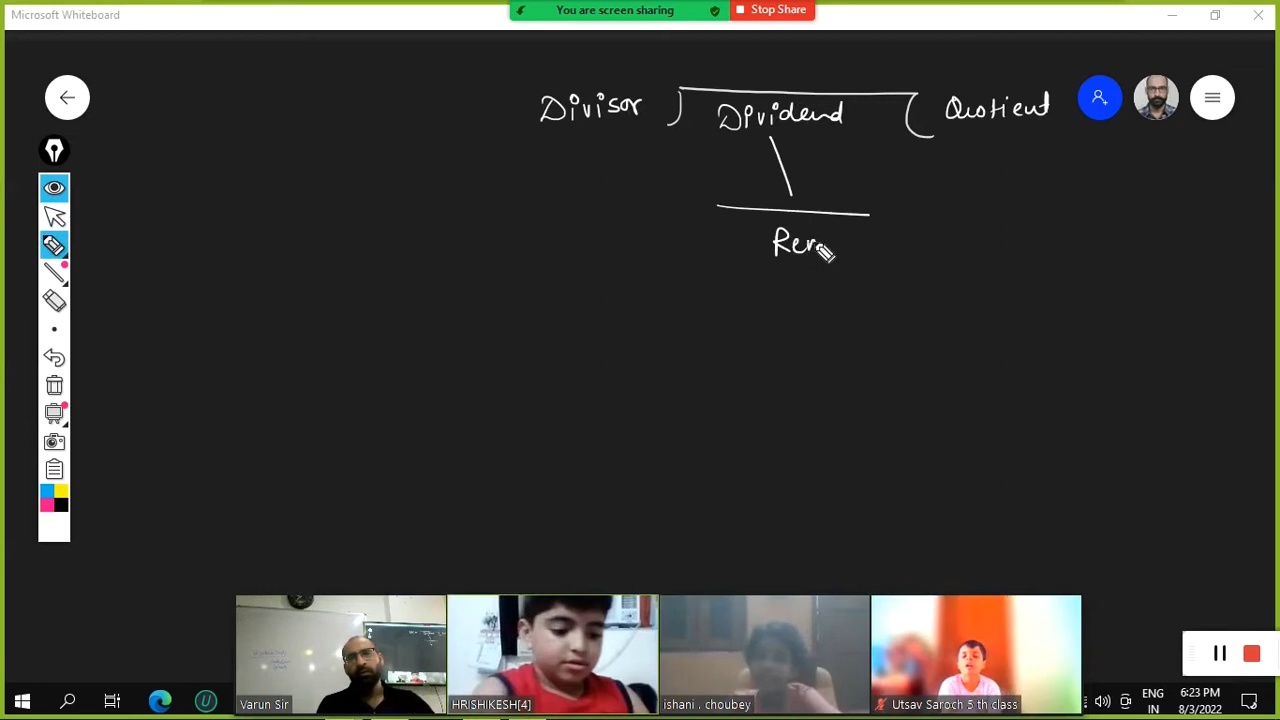 Microsoft Whiteboard
You are screen sharing
Stop Share
Divisor Dividend Quotient
Rem
Varun Sir
HRISHIKESH[4]
ishani . choubey
Utsav Saroch 5 th class
ENG
IN
6:23 PM
8/3/2022